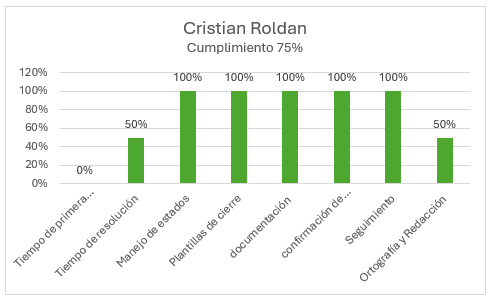 Cristian Roldan
Cumplimiento 75%
120%
100%
80%
60%
40%
20%
0%
0%
50%
100%
100%
100%
100%
100%
50%
Tiempo de primera...
Tiempo de resolución
Manejo de estados
Plantillas de cierre
documentación
confirmación de...
Seguimiento
Ortografía y Redacción